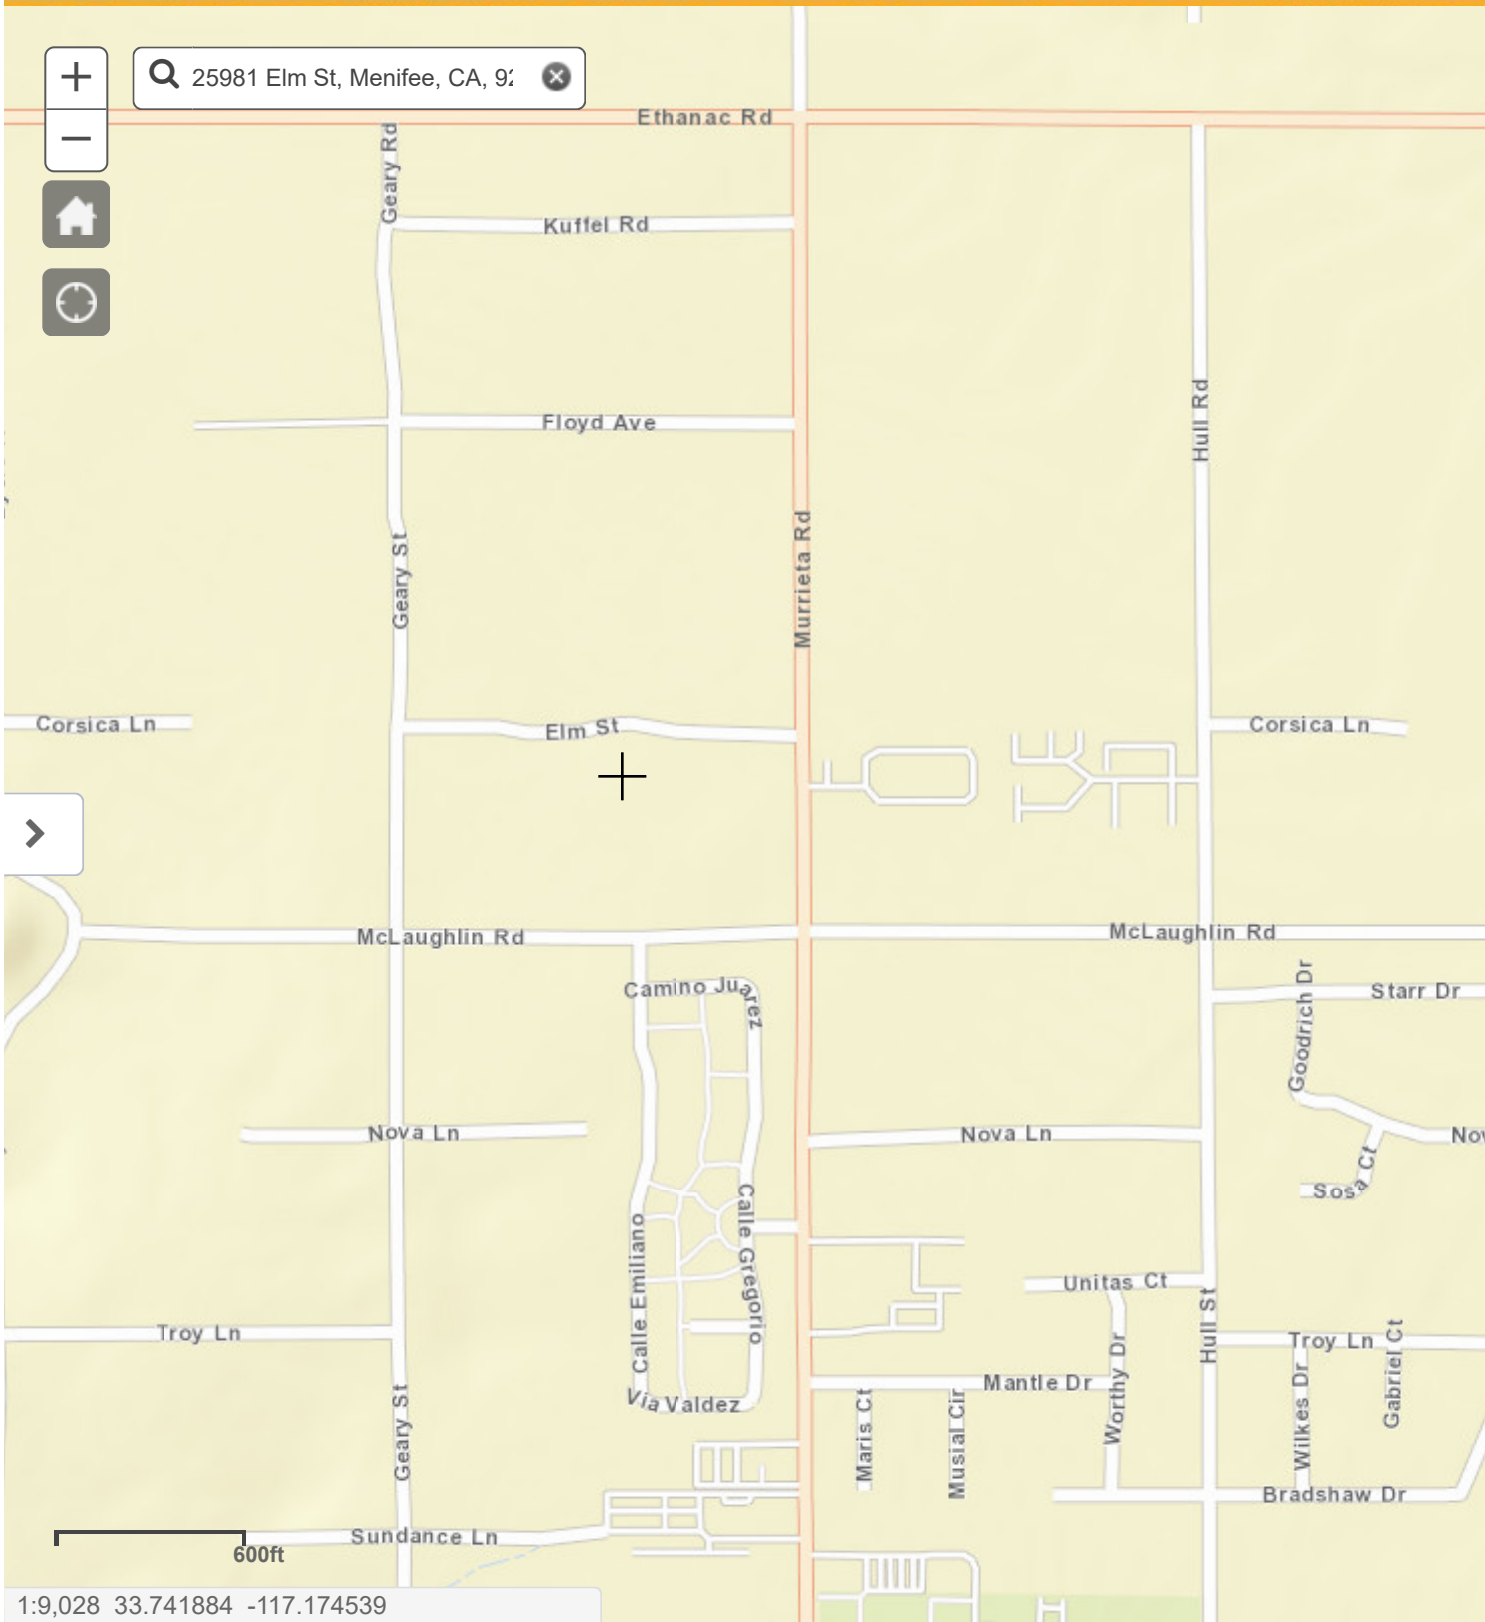 +
25981 Elm St, Menifee, CA, 92
−
Ethanac Rd
Geary Rd
Kuffel Rd
Hull Rd
Floyd Ave
Murrieta Rd
Geary St
Corsica Ln
Elm St
Corsica Ln
McLaughlin Rd
McLaughlin Rd
Camino Juarez
Goodrich Dr
Starr Dr
Nova Ln
Nova Ln
Nov
Sosa Ct
Calle Emiliano
Calle Gregorio
Unitas Ct
Hull St
Troy Ln
Troy Ln
Gabriel Ct
Worthy Dr
Wilkes Dr
Mantle Dr
Via Valdez
Geary St
Maris Ct
Musial Cir
Bradshaw Dr
Sundance Ln
600ft
1:9,028 33.741884 -117.174539